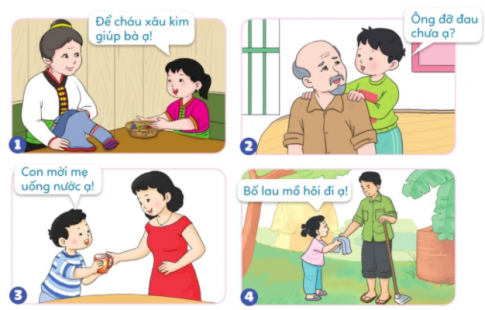 Để cháu xâu kim
giúp bà ạ!
1
Ông đỡ đau
chưa ạ?
2
Con mời mẹ
uống nước ạ!
3
Bố lau mồ hôi đi ạ!
4